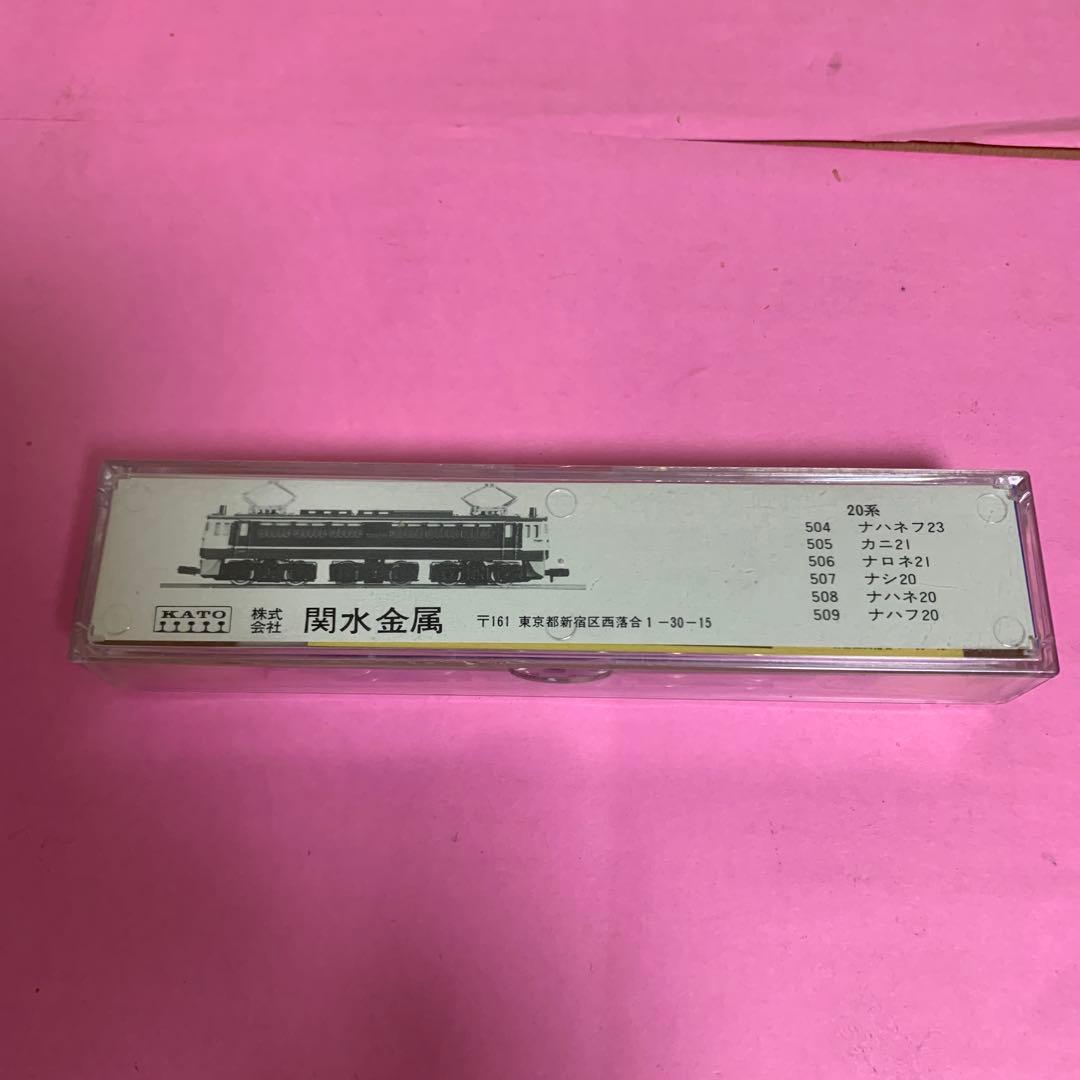 20系
504 ナハネフ23
505 カニ21
506 ナロネ21
507 ナシ20
508 ナハネ20
509 ナハフ20
KATO
株式会社 関水金属 〒161 東京都新宿区西落合1-30-15